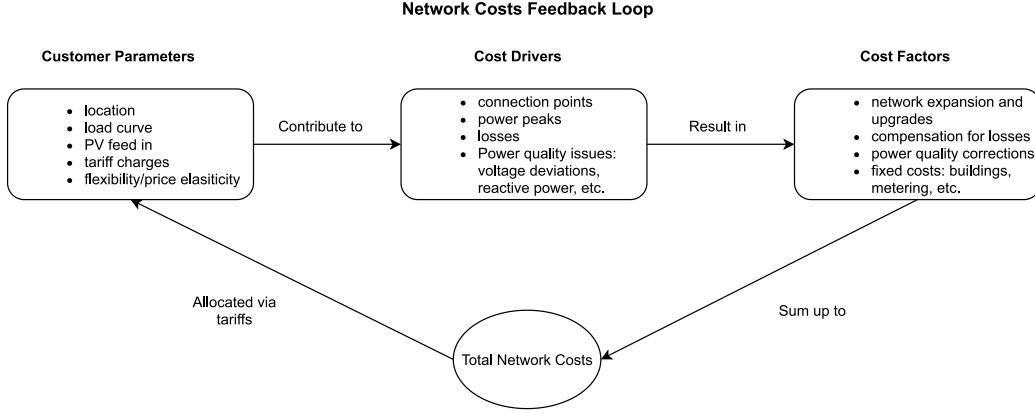 Network Costs Feedback Loop
Customer Parameters
Cost Drivers
Cost Factors
• location
• load curve
• PV feed in
• tariff charges
• flexibility/price elasiticity
Contribute to
• connection points
• power peaks
• losses
• Power quality issues:
voltage deviations,
reactive power, etc.
Result in
• network expansion and
upgrades
• compensation for losses
• power quality corrections
• fixed costs: buildings,
metering, etc.
Allocated via
tariffs
Sum up to
Total Network Costs